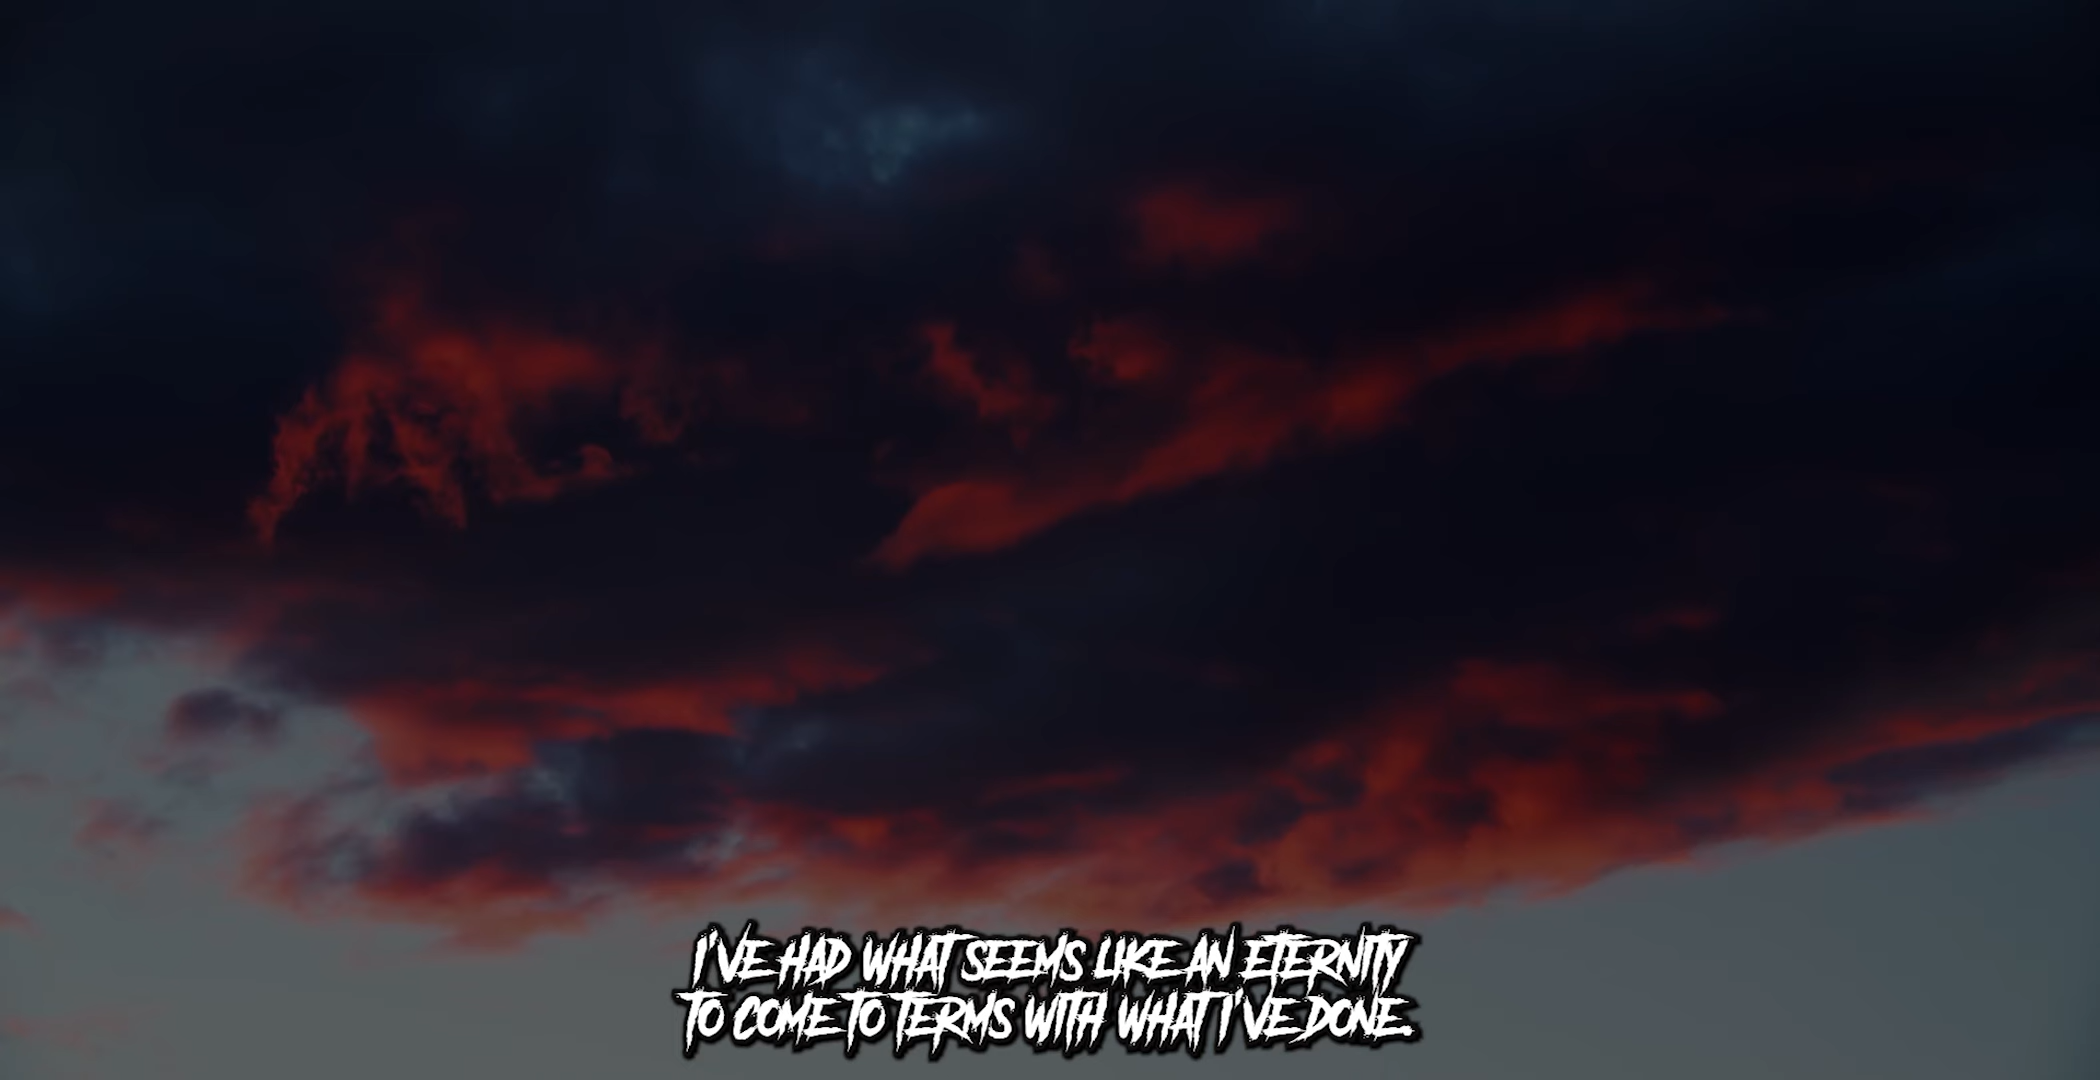 I'VE HAD WHAT SEEMS LIKE AN ETERNITY
TO COME TO TERMS WITH WHAT I'VE DONE.